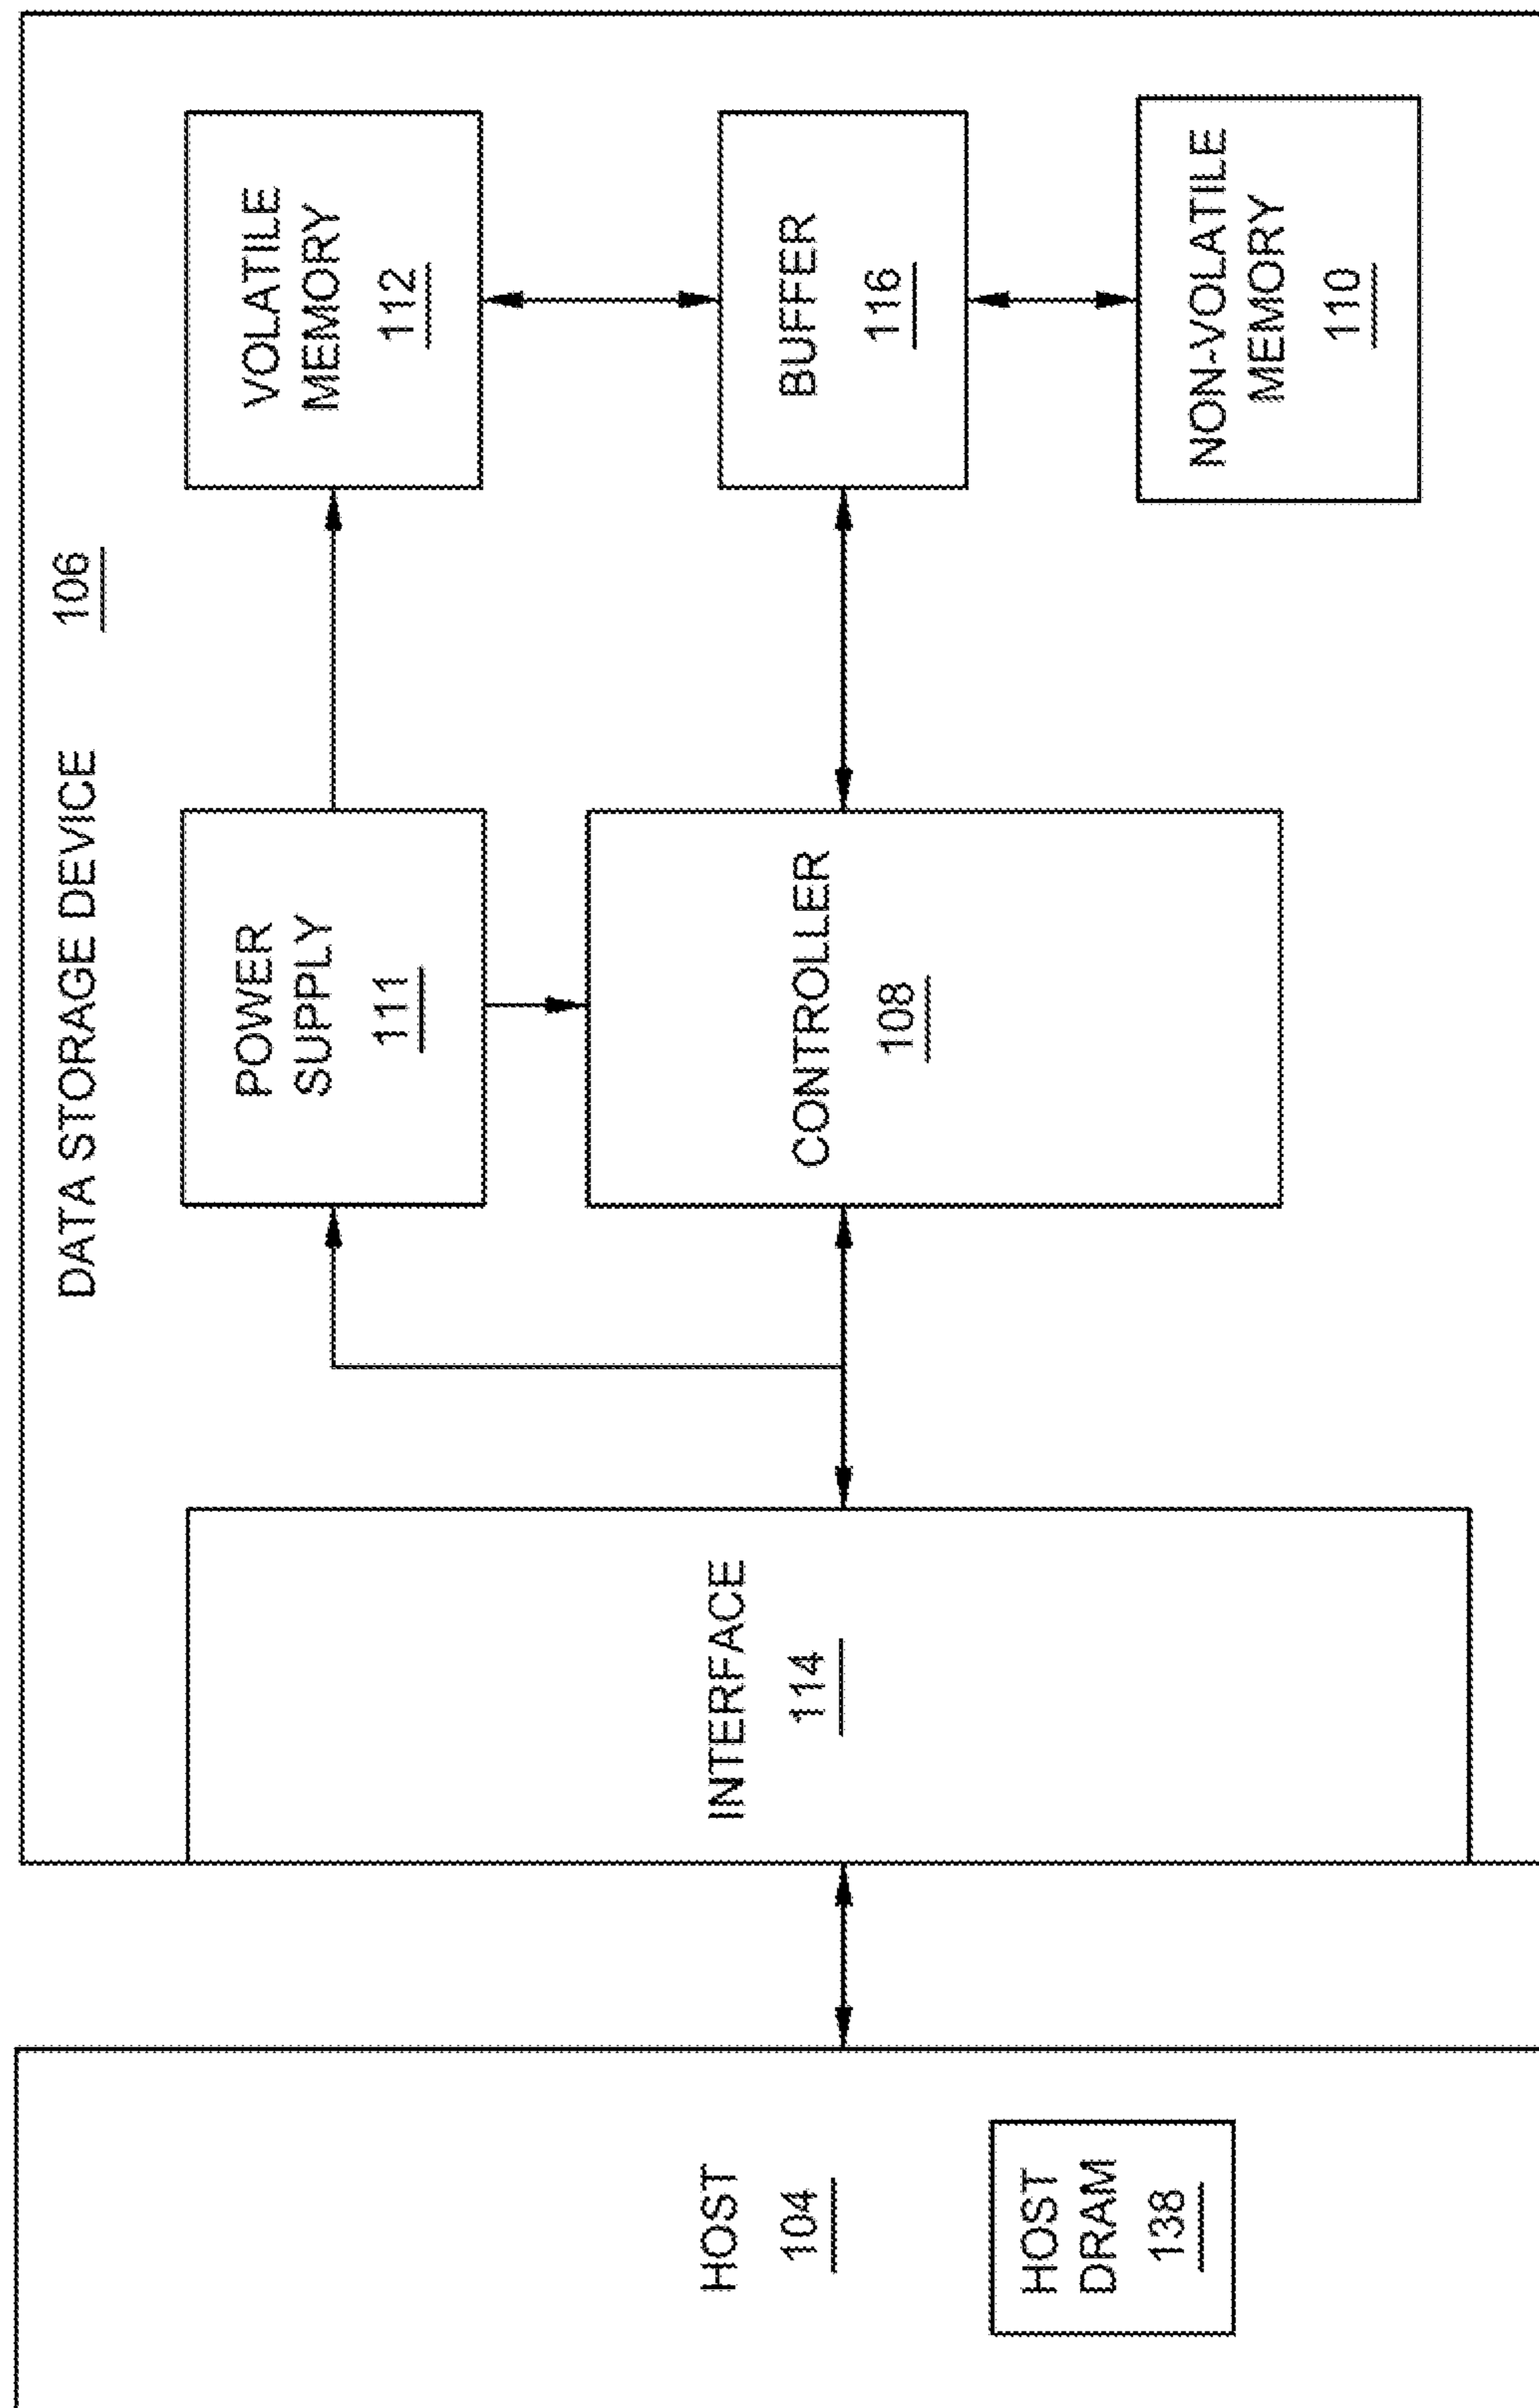 DATA STORAGE DEVICE 106
HOST
104
HOST
DRAM
138
INTERFACE
114
POWER
SUPPLY
111
CONTROLLER
108
VOLATILE
MEMORY
112
BUFFER
116
NON-VOLATILE
MEMORY
110